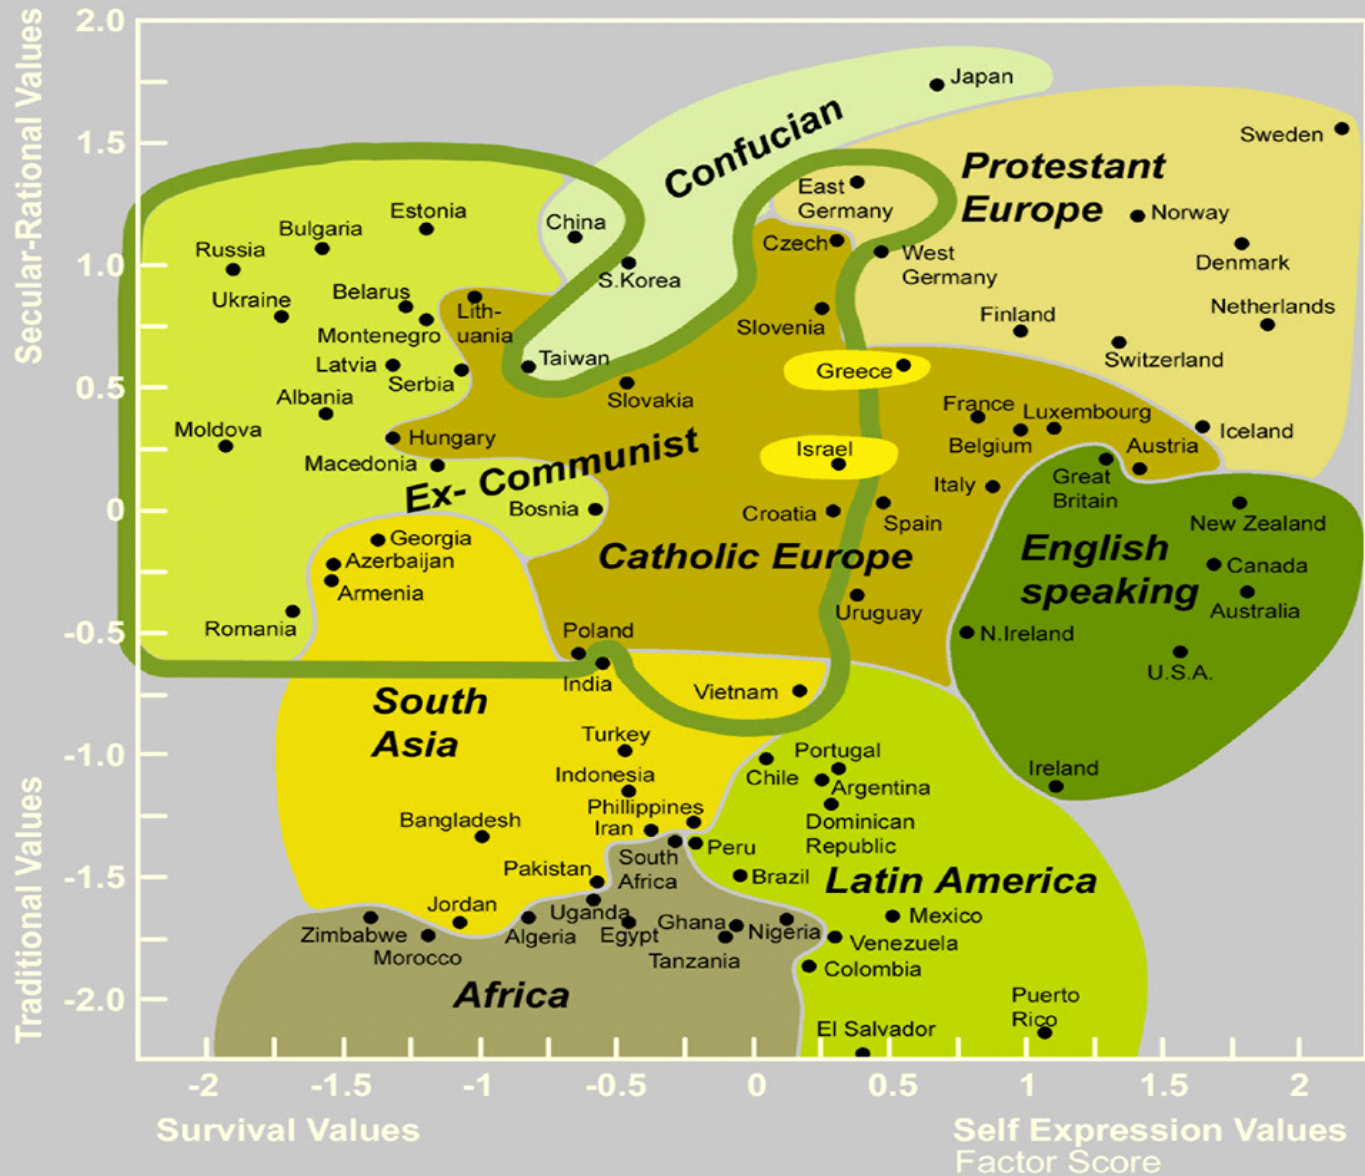 Secular-Rational Values
Traditional Values
2.0
1.5
1.0
0.5
0
-0.5
-1.0
-1.5
-2.0
Japan
Confucian
Sweden
Protestant
Europe
East
Germany
Norway
Estonia
China
Bulgaria
Czech
West
Germany
Denmark
Russia
S.Korea
Ukraine
Belarus
Lith-
uania
Montenegro
Slovenia
Finland
Netherlands
Switzerland
Latvia
Serbia
Taiwan
Greece
Albania
Slovakia
France
Luxembourg
Belgium
Austria
Iceland
Moldova
Hungary
Macedonia
Ex- Communist
Israel
Italy
Great
Britain
Bosnia
Croatia
Spain
New Zealand
Georgia
Azerbaijan
Armenia
Catholic Europe
English
speaking
Canada
Australia
Romania
Uruguay
N.Ireland
U.S.A.
Poland
India
Vietnam
South
Asia
Turkey
Portugal
Indonesia
Chile
Argentina
Ireland
Phillippines
Bangladesh
Iran
Dominican
Republic
Pakistan
South
Africa
Peru
Brazil
Latin America
Jordan
Zimbabwe
Morocco
Algeria
Uganda
Egypt
Ghana
Nigeria
Tanzania
Mexico
Venezuela
Colombia
Africa
Puerto
Rico
El Salvador
-2
-1.5
-1
-0.5
0
0.5
1
1.5
2
Survival Values
Self Expression Values
Factor Score